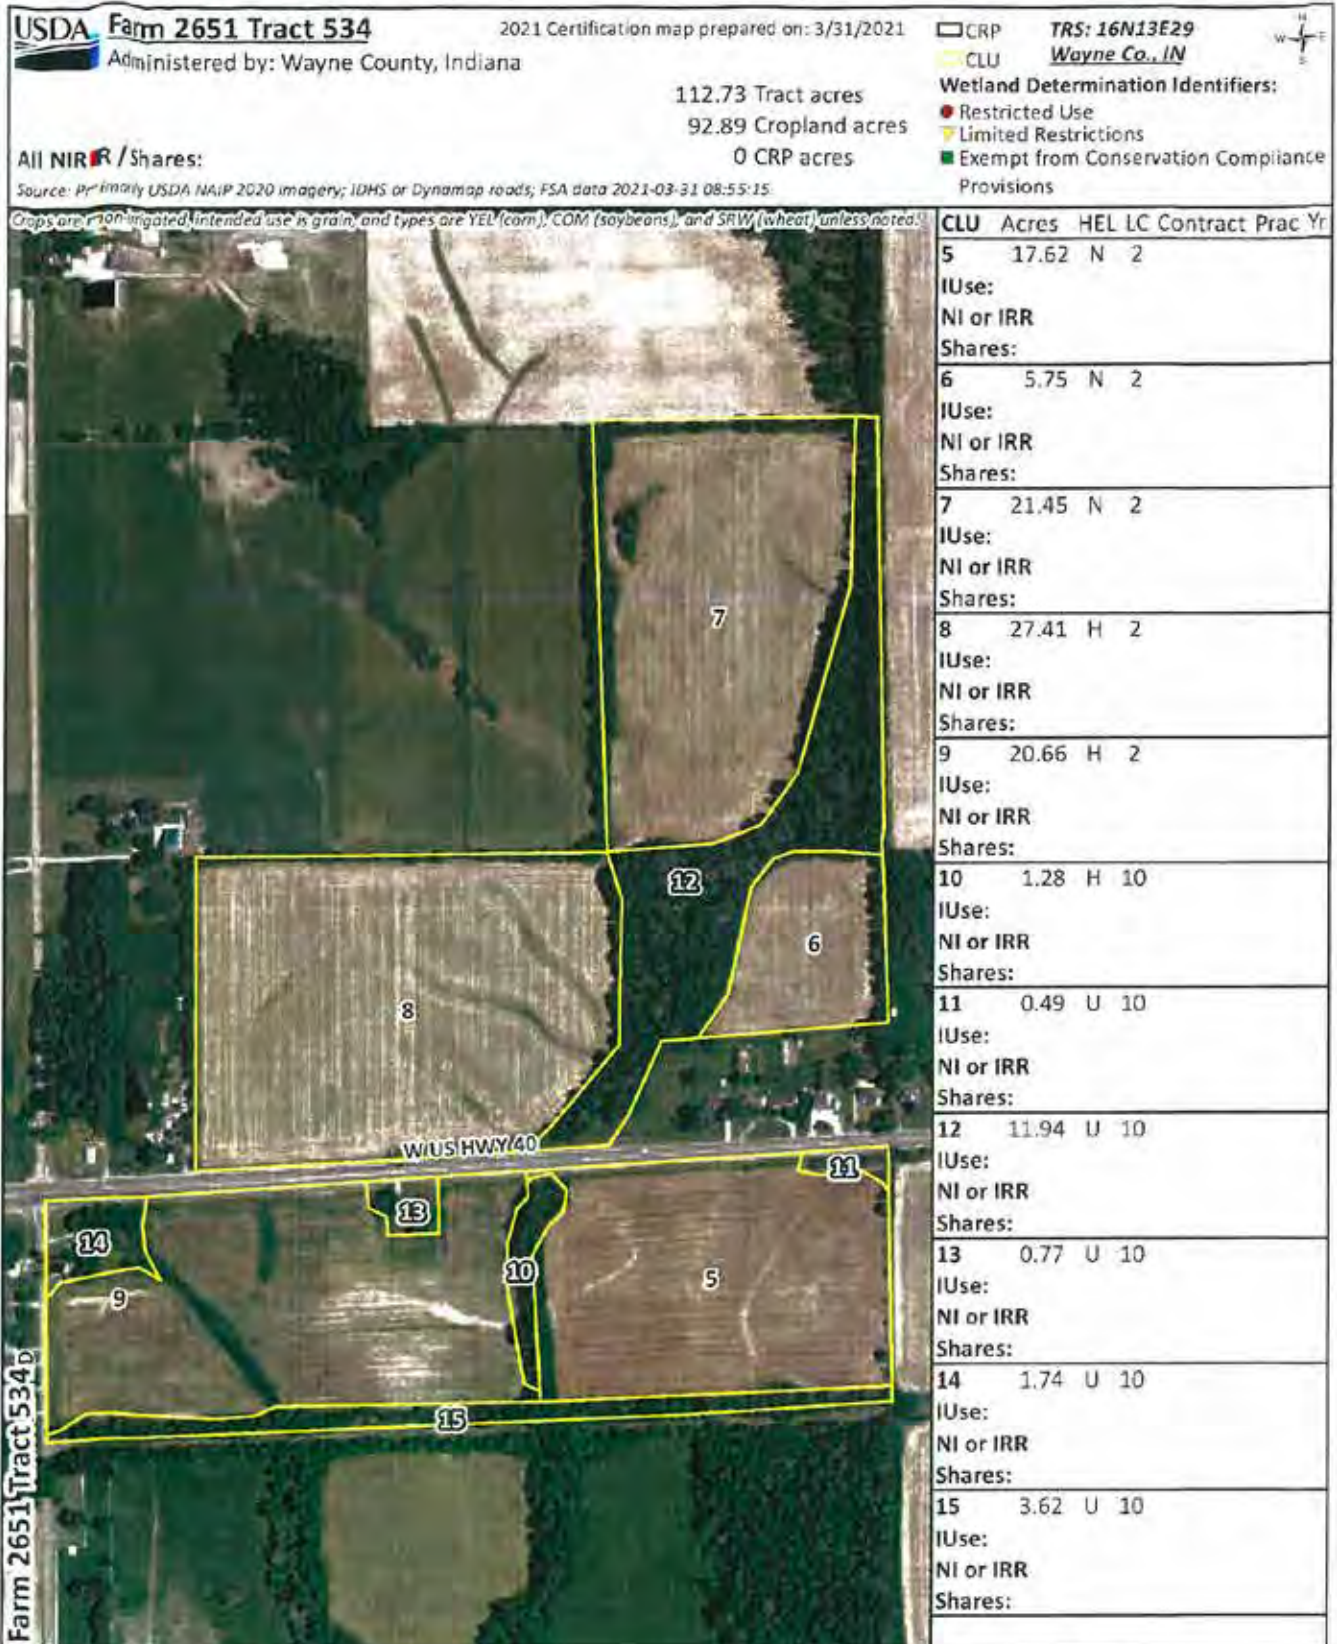 USDA Farm 2651 Tract 534
2021 Certification map prepared on: 3/31/2021
Administered by: Wayne County, Indiana
112.73 Tract acres
92.89 Cropland acres
0 CRP acres
All NIR R / Shares:
Source: Primarily USDA NAIP 2020 imagery; IDHS or Dynamap roads; FSA data 2021-03-31 08:55:15
CRP
CLU
TRS: 16N13E29
Wayne Co., IN
N
W E
S
Wetland Determination Identifiers:
Restricted Use
Limited Restrictions
Exempt from Conservation Compliance
Provisions
Crops are non-irrigated, intended use is grain, and types are YEL (corn), COM (soybeans), and SRW (wheat) unless noted.
7
12
6
8
W US HWY 40
11
13
14
10
5
9
15
Farm 2651 Tract 534 D
CLU Acres HEL LC Contract Prac Yr
5 17.62 N 2
IUse:
NI or IRR
Shares:
6 5.75 N 2
IUse:
NI or IRR
Shares:
7 21.45 N 2
IUse:
NI or IRR
Shares:
8 27.41 H 2
IUse:
NI or IRR
Shares:
9 20.66 H 2
IUse:
NI or IRR
Shares:
10 1.28 H 10
IUse:
NI or IRR
Shares:
11 0.49 U 10
IUse:
NI or IRR
Shares:
12 11.94 U 10
IUse:
NI or IRR
Shares:
13 0.77 U 10
IUse:
NI or IRR
Shares:
14 1.74 U 10
IUse:
NI or IRR
Shares:
15 3.62 U 10
IUse:
NI or IRR
Shares: